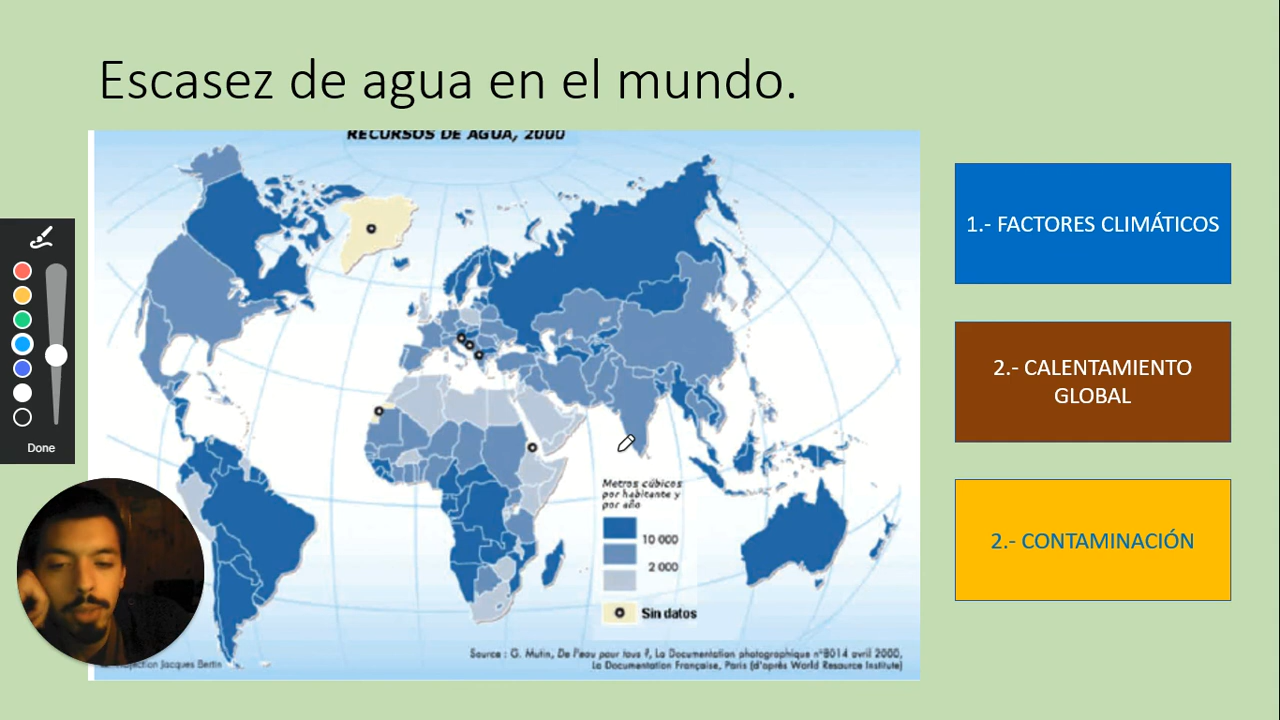 Escasez de agua en el mundo.
RECURSOS DE AGUA, 2000
1.- FACTORES CLIMÁTICOS
2.- CALENTAMIENTO
GLOBAL
2.- CONTAMINACIÓN
Done
Metros cúbicos
por habitante y
por año
10 000
2 000
Sin datos
Source : G. Mutin, De l'eau pour tous ?, La Documentation photographique n°8014 avril 2000,
La Documentation Française, Paris (d'après World Resource Institute)
Jacques Bertin